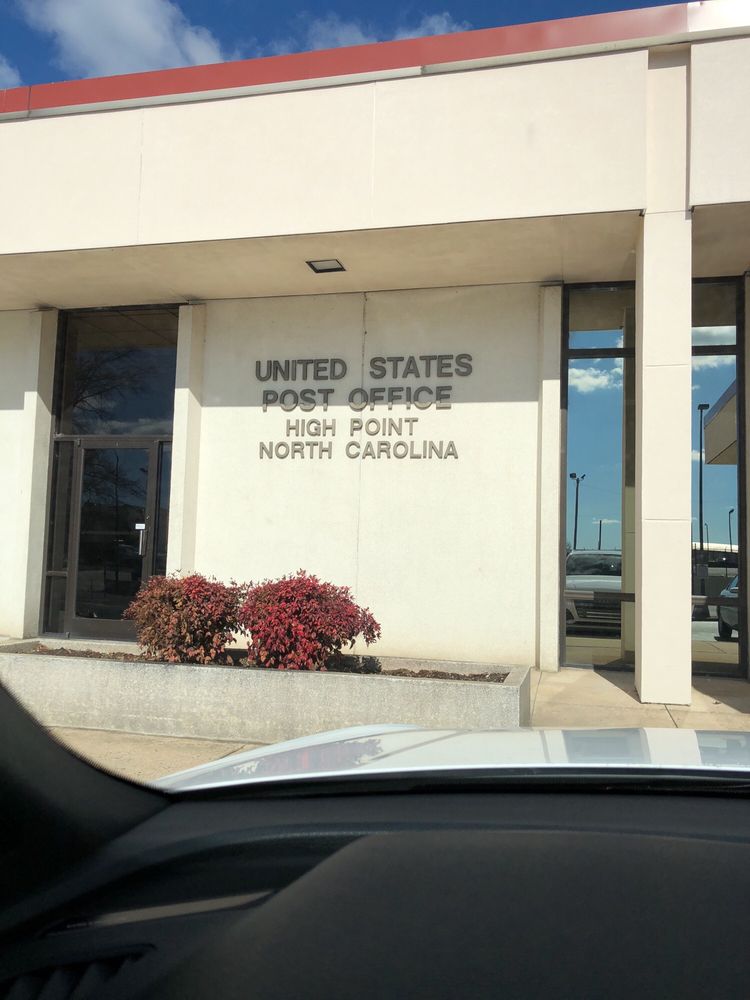 UNITED STATES
POST OFFICE
HIGH POINT
NORTH CAROLINA